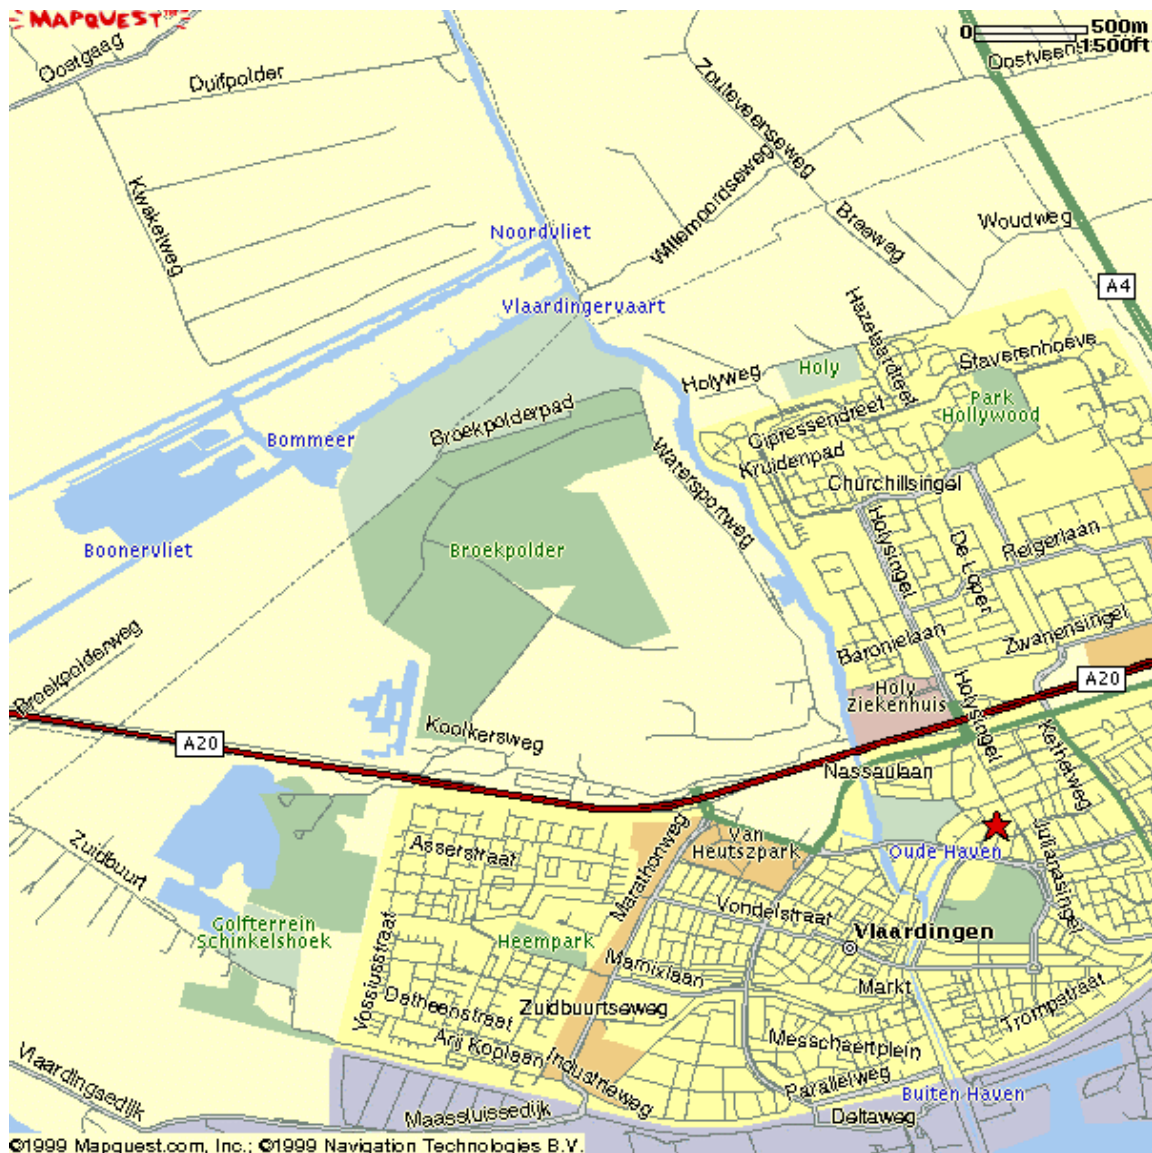 MAPQUEST
0 500m
1500ft
Oostgaag
Duifpolder
Oostveens
Zouteveenseweg
Kwakelweg
Willemoordseweg
Breeweg
Woudweg
Noordvliet
A4
Vlaardingervaart
Hazelaardreef
Staverenhoeve
Holyweg
Holy
Park
Hollywood
Broekpolderpad
Cipressendreef
Bommeer
Kruidenpad
Watersportweg
Churchillsingel
Holysingel
De Loper
Reigerlaan
Boonervliet
Broekpolder
Baronielaan
Zwanensingel
Broekpolderweg
Holy
Ziekenhuis
Holysingel
A20
Koolkersweg
A20
Kethelweg
Nassaulaan
Zuidbuurt
Asserstraat
Marathonweg
Van
Heutszpark
Oude Haven
Julianasingel
Golfterrein
Schinkelshoek
Vossiusstraat
Heempark
Vondelstraat
Vlaardingen
Marnixlaan
Markt
Datheenstraat
Zuidbuurtseweg
Trompstraat
Arij Koplaan
Industrieweg
Messchaertplein
Parallelweg
Vlaardingsedijk
Maassluissedijk
Buiten Haven
Deltaweg
©1999 Mapquest.com, Inc.; ©1999 Navigation Technologies B.V.